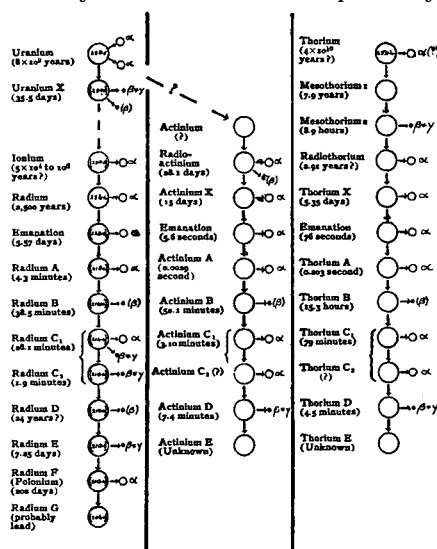 Uranium
(8×10⁹ years)
α
α
Uranium X
(35.5 days)
β+γ
(β)
?
Ionium
α
Radium
(2,500 years)
α
Emanation
(5.57 days)
α
Radium A
(4.3 minutes)
α
Radium B
(38.5 minutes)
(β)
Radium C₁
(28.1 minutes)
α
β+γ
(1.9 minutes)
β+γ
Radium D
(24 years?)
(β)
Radium E
(7.25 days)
β+γ
Radium F
(Polonium)
(202 days)
α
Radium G
(probably
lead)
Actinium
(?)
Radio-
actinium
(28.1 days)
α
(β)
Actinium X
(15 days)
α
Emanation
(5.6 seconds)
α
Actinium A
(0.0029
second)
α
Actinium B
(52.1 minutes)
(β)
Actinium C₁
(3.10 minutes)
α
Actinium C₂ (?)
α
Actinium D
(7.4 minutes)
β+γ
Actinium E
(Unknown)
Thorium
(4×10¹⁰
years?)
α(?)
Mesothorium 1
(7.9 years)
Mesothorium 2
(8.9 hours)
β+γ
Radiothorium
(2.91 years?)
α
Thorium X
(5.35 days)
α
Emanation
(76 seconds)
α
Thorium A
(0.203 second)
α
Thorium B
(15.3 hours)
(β)
Thorium C₁
(79 minutes)
α
Thorium C₂
(?)
α
Thorium D
(4.5 minutes)
β+γ
Thorium E
(Unknown)